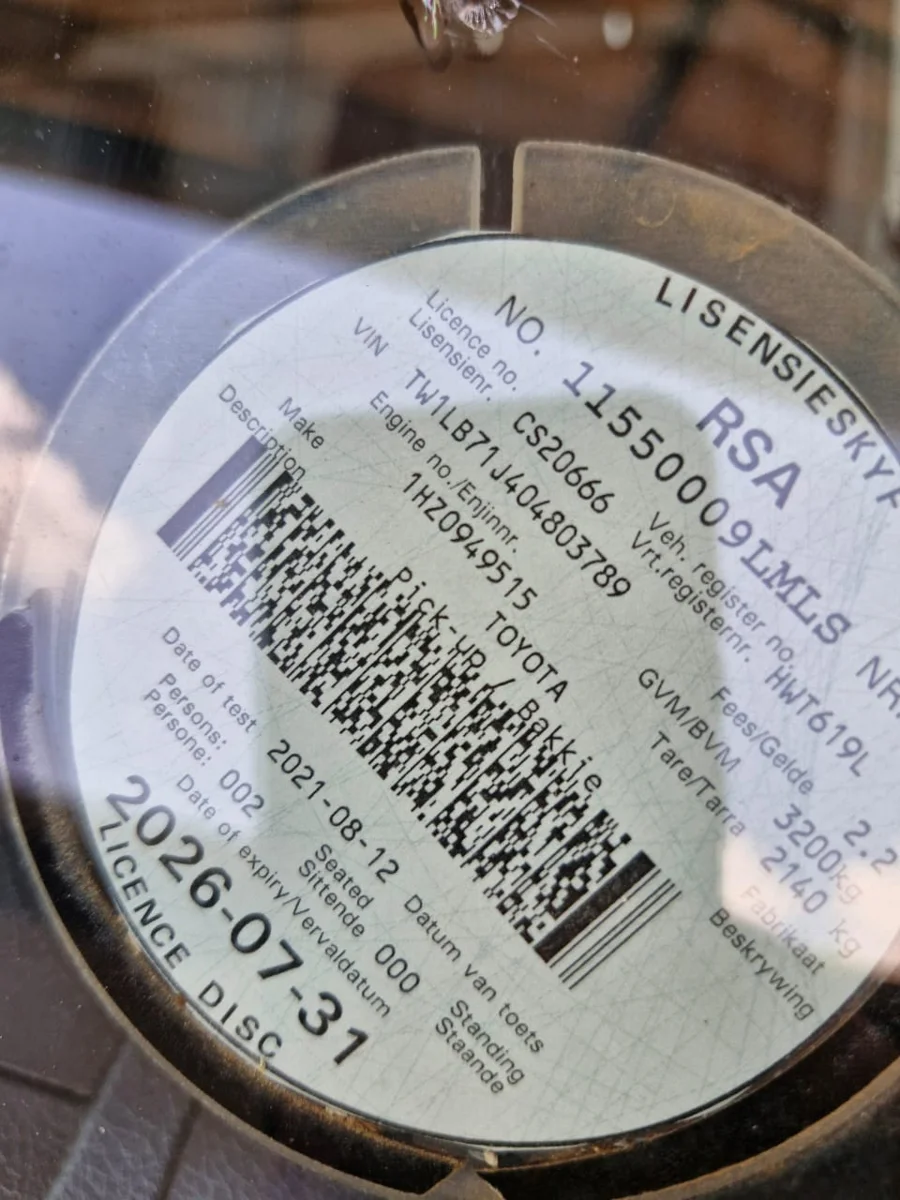 LISENSIESKY
RSA
NO. 11550009LMLS NR
Licence no.
Lisensienr. CS20666
Veh. register no.
Vrt.registernr. HWT619L
VIN TW1LB71J404803789
Fees/Gelde 2.2
Engine no./Enjinnr.
1HZ0949515
GVM/BVM 3200kg
Tare/Tarra 2140 kg
Make TOYOTA Fabrikaat
Description Pick-up / Bakkie Beskrywing
Date of test 2021-08-12 Datum van toets
Persons:
Persone: 002
Seated
Sittende 000
Standing
Staande
Date of expiry/Vervaldatum
2026-07-31
LICENCE DISC